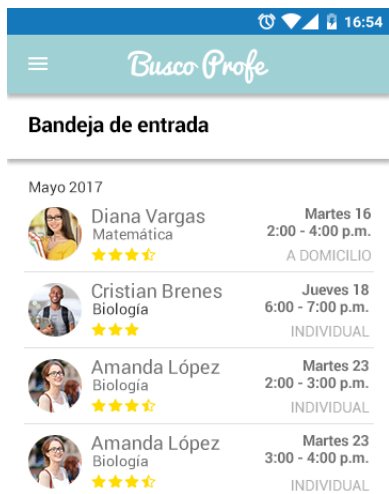 16:54
Busco Profe
Bandeja de entrada
Mayo 2017
Diana Vargas
Matemática
Martes 16
2:00 - 4:00 p.m.
A DOMICILIO
Cristian Brenes
Biología
Jueves 18
6:00 - 7:00 p.m.
INDIVIDUAL
Amanda López
Biología
Martes 23
2:00 - 3:00 p.m.
INDIVIDUAL
Amanda López
Biología
Martes 23
3:00 - 4:00 p.m.
INDIVIDUAL